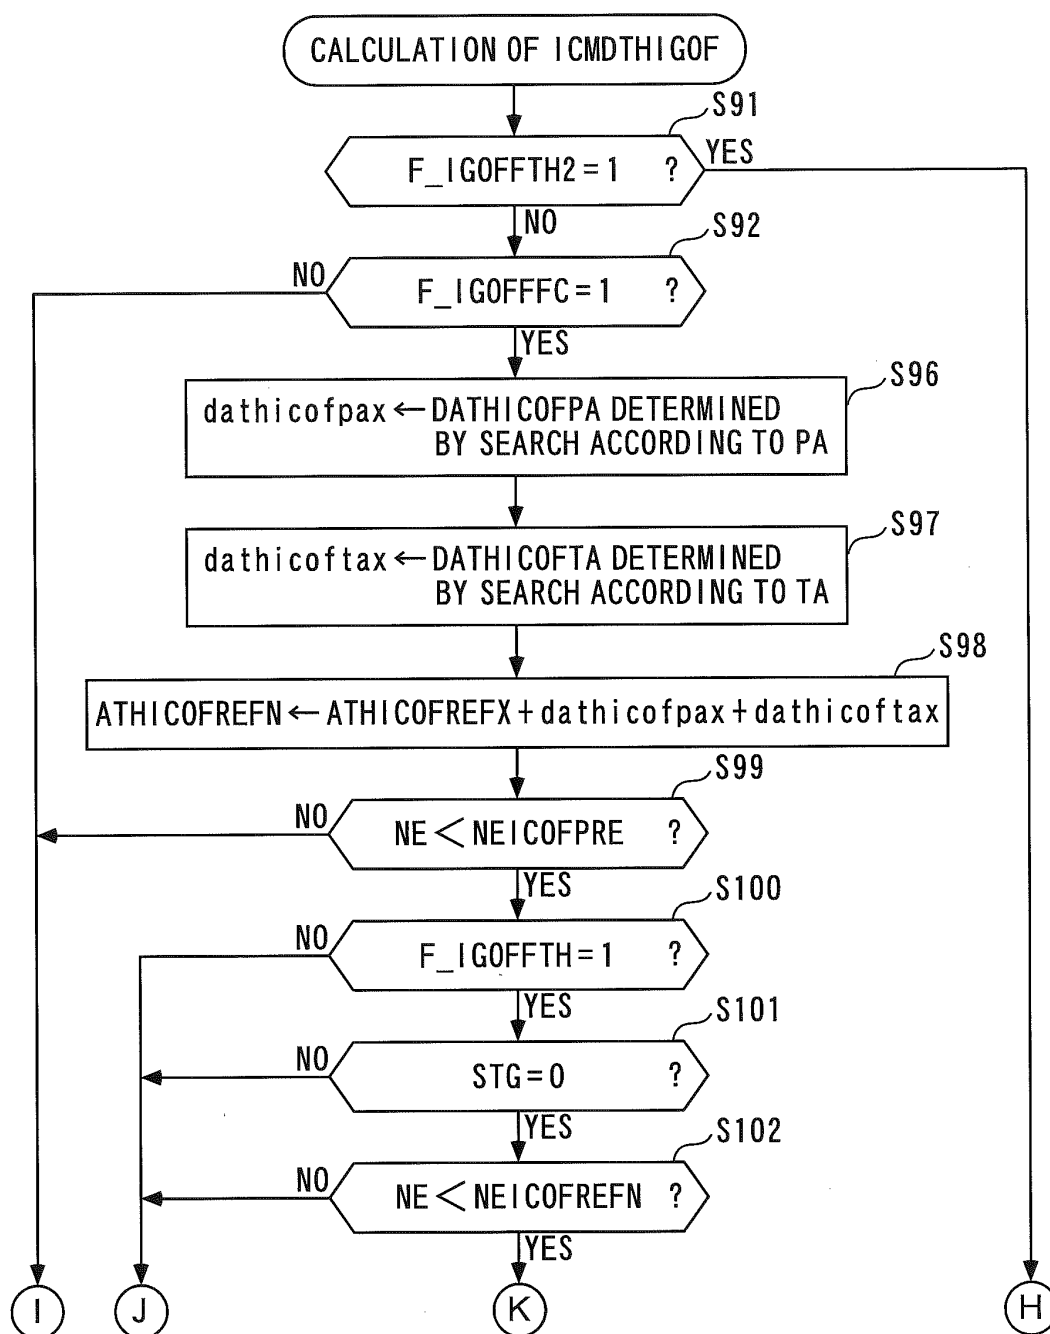 CALCULATION OF ICMDTHIGOF
S91
F_IGOFFTH2=1 ?
YES
NO
S92
NO
F_IGOFFFC=1 ?
YES
S96
dathicofpax←DATHICOFPA DETERMINED
BY SEARCH ACCORDING TO PA
S97
dathicoftax←DATHICOFTA DETERMINED
BY SEARCH ACCORDING TO TA
S98
ATHICOFREFN←ATHICOFREFX+dathicofpax+dathicoftax
S99
NO
NE<NEICOFPRE ?
YES
S100
NO
F_IGOFFTH=1 ?
YES
S101
NO
STG=0 ?
YES
S102
NO
NE<NEICOFREFN ?
YES
I
J
K
H